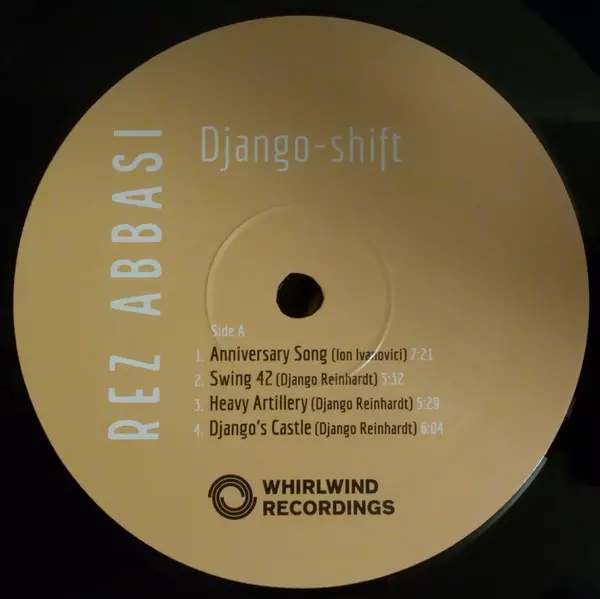 REZ ABBASI
Django-shift
Side A
1. Anniversary Song (Ion Ivanovici) 7:21
2. Swing 42 (Django Reinhardt) 5:32
3. Heavy Artillery (Django Reinhardt) 5:29
4. Django's Castle (Django Reinhardt) 6:04
WHIRLWIND
RECORDINGS